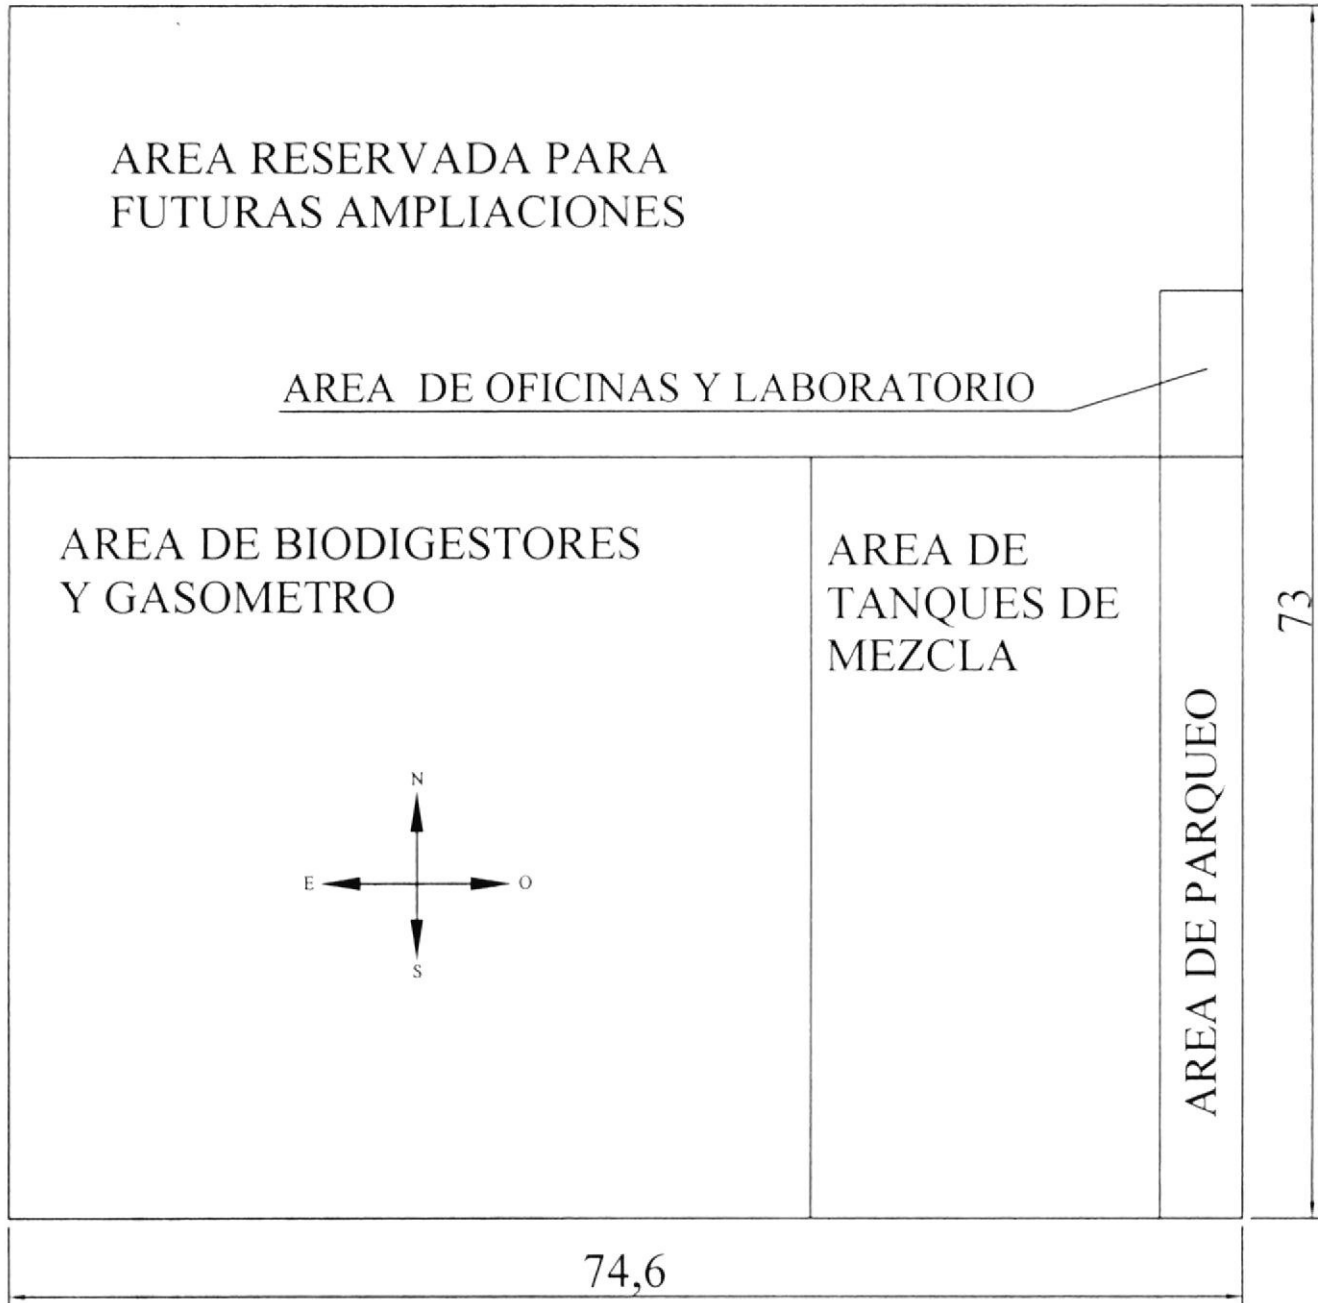 AREA RESERVADA PARA
FUTURAS AMPLIACIONES
AREA DE OFICINAS Y LABORATORIO
AREA DE BIODIGESTORES
Y GASOMETRO
AREA DE
TANQUES DE
MEZCLA
73
N
E O
S
AREA DE PARQUEO
74,6